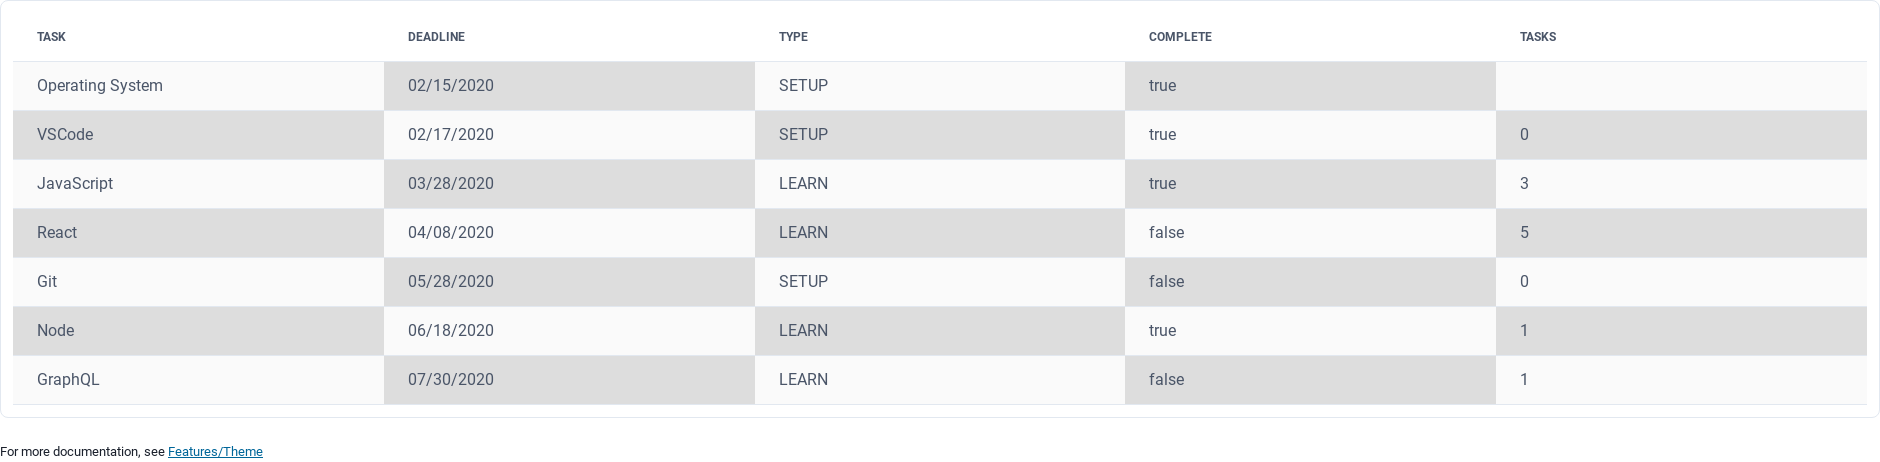 TASK DEADLINE TYPE COMPLETE TASKS
Operating System 02/15/2020 SETUP true
VSCode 02/17/2020 SETUP true 0
JavaScript 03/28/2020 LEARN true 3
React 04/08/2020 LEARN false 5
Git 05/28/2020 SETUP false 0
Node 06/18/2020 LEARN true 1
GraphQL 07/30/2020 LEARN false 1
For more documentation, see Features/Theme